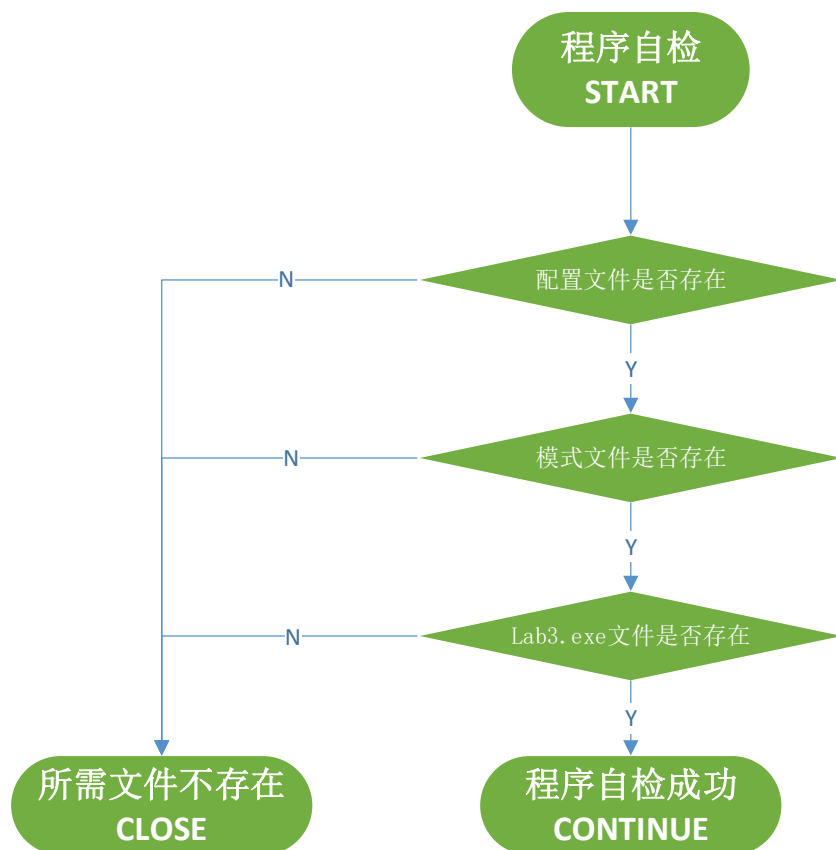 程序自检
START
配置文件是否存在
N
Y
模式文件是否存在
N
Y
Lab3.exe文件是否存在
N
Y
所需文件不存在
CLOSE
程序自检成功
CONTINUE